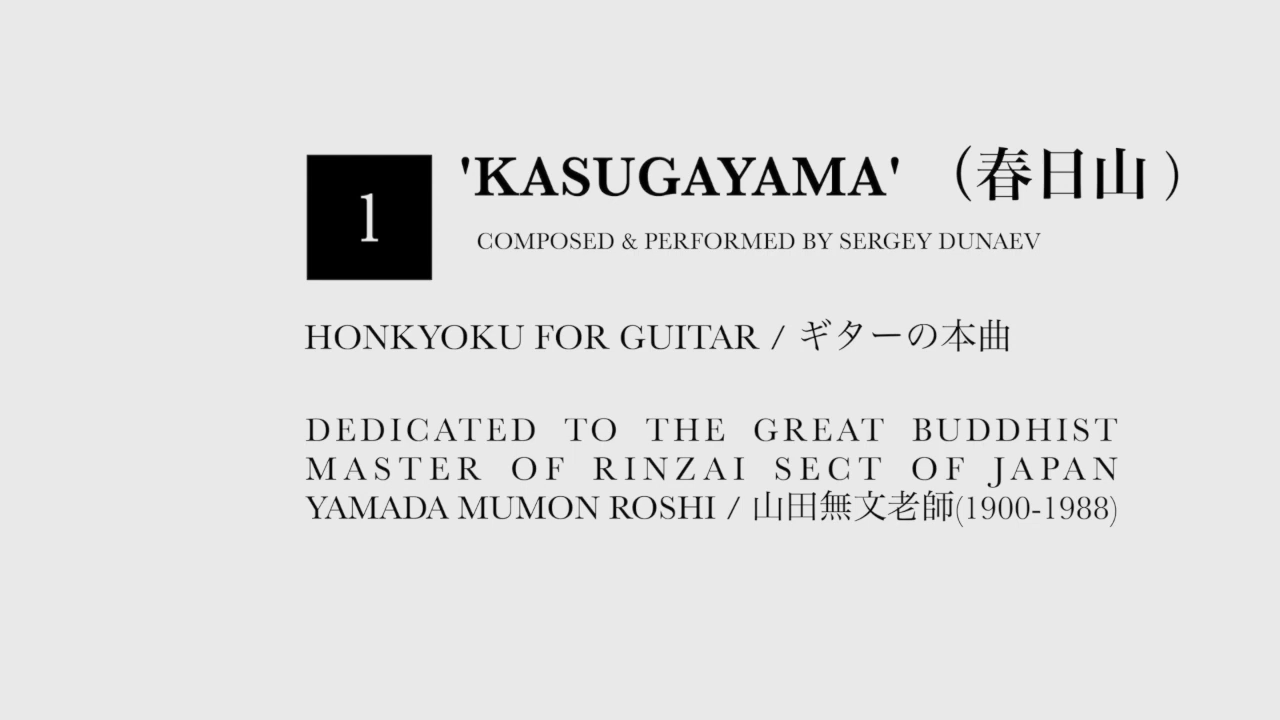 1
'KASUGAYAMA' （春日山 )
COMPOSED & PERFORMED BY SERGEY DUNAEV
HONKYOKU FOR GUITAR / ギターの本曲
DEDICATED TO THE GREAT BUDDHIST
MASTER OF RINZAI SECT OF JAPAN
YAMADA MUMON ROSHI / 山田無文老師(1900-1988)